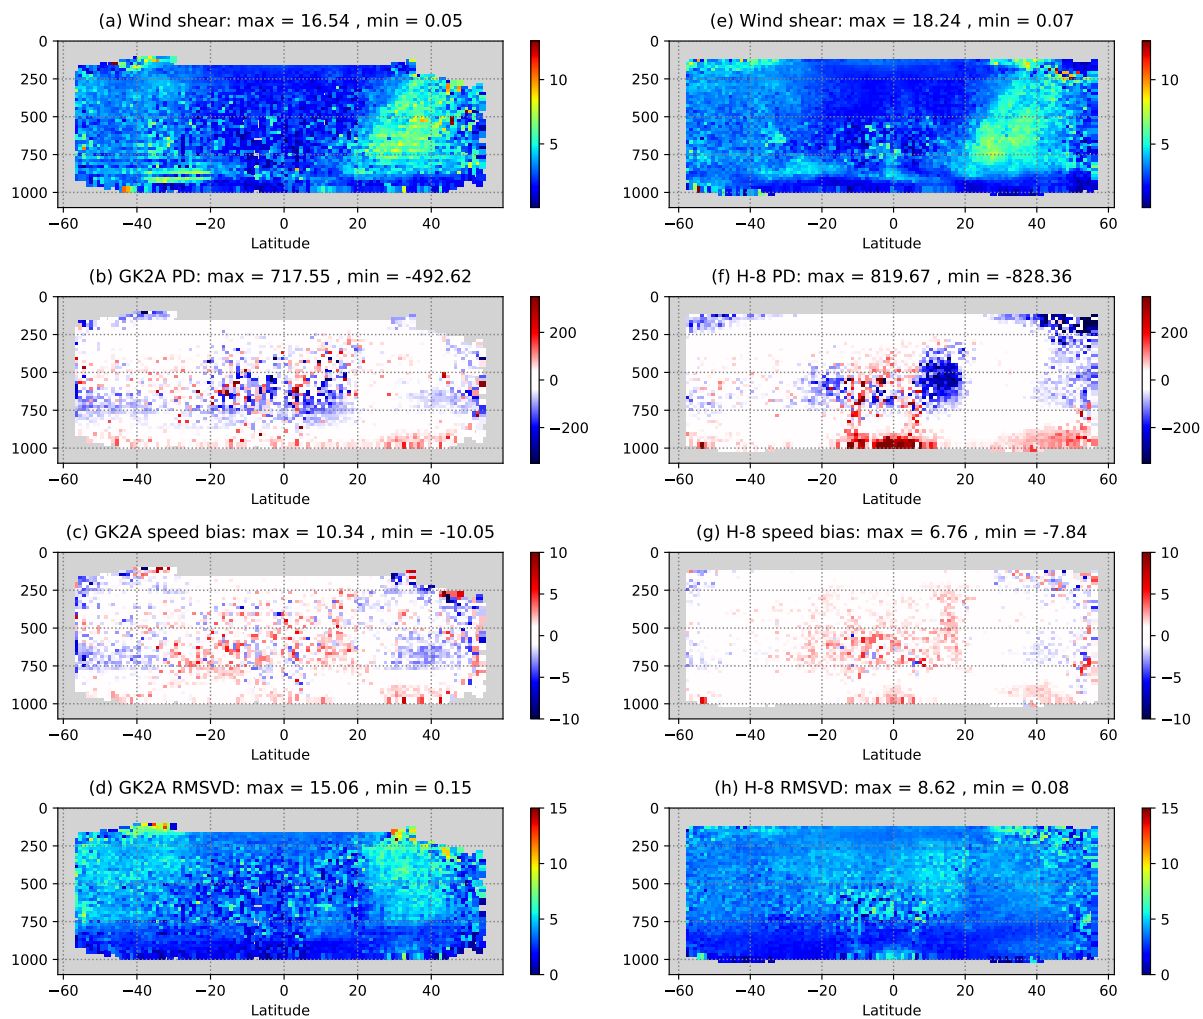 (a) Wind shear: max = 16.54 , min = 0.05
0
250
500
750
1000
−60 −40 −20 0 20 40
Latitude
10
5
(e) Wind shear: max = 18.24 , min = 0.07
0
250
500
750
1000
−60 −40 −20 0 20 40 60
Latitude
10
5
(b) GK2A PD: max = 717.55 , min = -492.62
0
250
500
750
1000
−60 −40 −20 0 20 40
Latitude
200
0
−200
(f) H-8 PD: max = 819.67 , min = -828.36
0
250
500
750
1000
−60 −40 −20 0 20 40 60
Latitude
200
0
−200
(c) GK2A speed bias: max = 10.34 , min = -10.05
0
250
500
750
1000
−60 −40 −20 0 20 40
Latitude
10
5
0
−5
−10
(g) H-8 speed bias: max = 6.76 , min = -7.84
0
250
500
750
1000
−60 −40 −20 0 20 40 60
Latitude
10
5
0
−5
−10
(d) GK2A RMSVD: max = 15.06 , min = 0.15
0
250
500
750
1000
−60 −40 −20 0 20 40
Latitude
15
10
5
0
(h) H-8 RMSVD: max = 8.62 , min = 0.08
0
250
500
750
1000
−60 −40 −20 0 20 40 60
Latitude
15
10
5
0